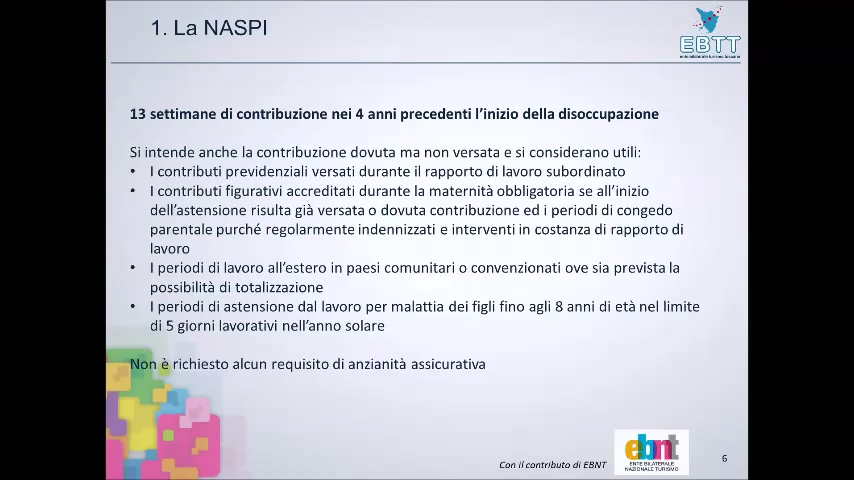 1. La NASPI
EBTT
ente bilaterale turismo toscano
13 settimane di contribuzione nei 4 anni precedenti l'inizio della disoccupazione
Si intende anche la contribuzione dovuta ma non versata e si considerano utili:
• I contributi previdenziali versati durante il rapporto di lavoro subordinato
• I contributi figurativi accreditati durante la maternità obbligatoria se all'inizio
dell'astensione risulta già versata o dovuta contribuzione ed i periodi di congedo
parentale purché regolarmente indennizzati e interventi in costanza di rapporto di
lavoro
• I periodi di lavoro all'estero in paesi comunitari o convenzionati ove sia prevista la
possibilità di totalizzazione
• I periodi di astensione dal lavoro per malattia dei figli fino agli 8 anni di età nel limite
di 5 giorni lavorativi nell'anno solare
Non è richiesto alcun requisito di anzianità assicurativa
Con il contributo di EBNT
ebnt
ENTE BILATERALE
NAZIONALE TURISMO
6